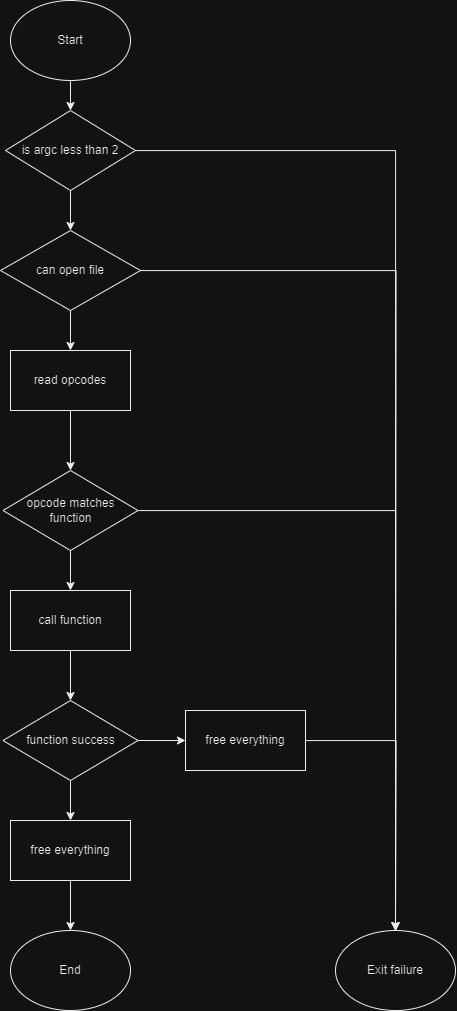 Start
is argc less than 2
can open file
read opcodes
opcode matches
function
call function
function success
free everything
free everything
End
Exit failure